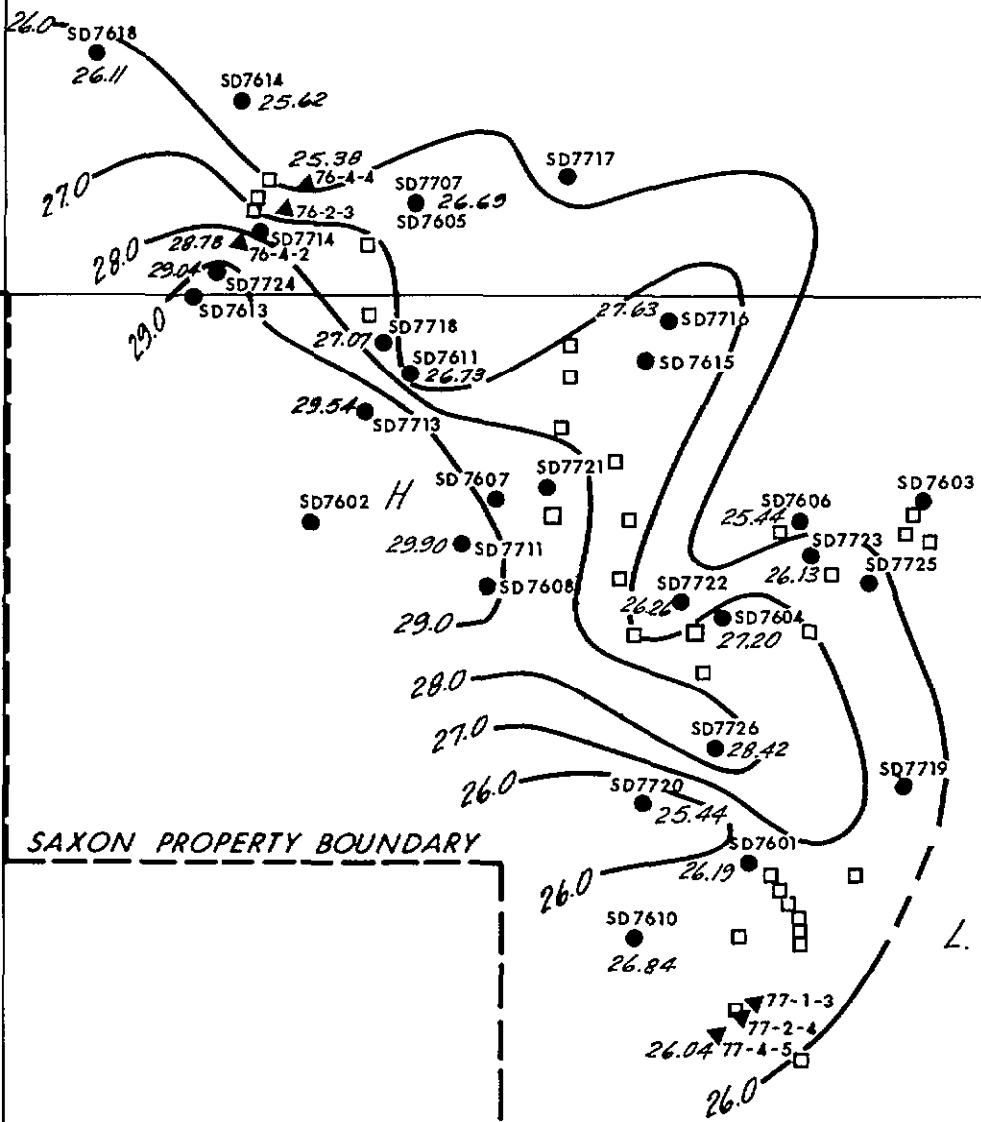 26.0
SD7618
26.11
SD7614
25.62
25.38
76-4-4
SD7717
27.0
SD7707
26.69
SD7605
76-2-3
28.0
28.78
SD7714
76-4-2
29.04
SD7724
SD7613
29.0
27.63
SD7716
27.07
SD7718
SD7615
SD7611
26.73
29.54
SD7713
SD7607
H
SD7721
SD7602
SD7606
25.44
SD7603
SD7723
26.13
SD7725
29.90
SD7711
SD7608
29.0
SD7722
26.26
SD7604
27.20
28.0
27.0
SD7726
28.42
26.0
SD7720
25.44
SD7719
SAXON PROPERTY BOUNDARY
SD7601
26.19
26.0
SD7610
26.84
L.
77-1-3
77-2-4
26.04
77-4-5
26.0